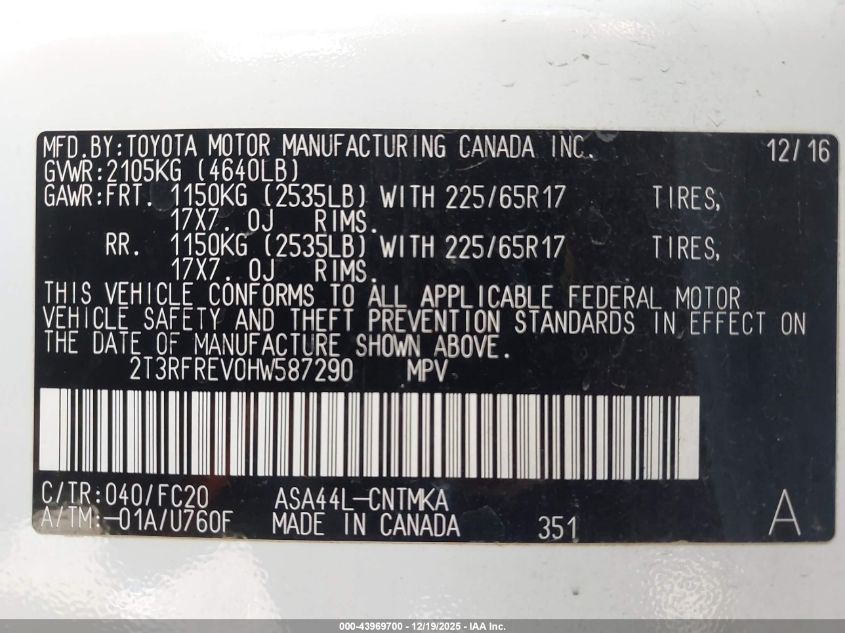 MFD.BY:TOYOTA MOTOR MANUFACTURING CANADA INC. 12/16
GVWR:2105KG (4640LB)
GAWR:FRT. 1150KG (2535LB) WITH 225/65R17 TIRES,
17X7.0J RIMS.
RR. 1150KG (2535LB) WITH 225/65R17 TIRES,
17X7.0J RIMS.
THIS VEHICLE CONFORMS TO ALL APPLICABLE FEDERAL MOTOR
VEHICLE SAFETY AND THEFT PREVENTION STANDARDS IN EFFECT ON
THE DATE OF MANUFACTURE SHOWN ABOVE.
2T3RFREV0HW587290 MPV
C/TR:040/FC20 ASA44L-CNTMKA
A/TM:-01A/U760F MADE IN CANADA 351 A
000-43969700 - 12/19/2025 - IAA Inc.